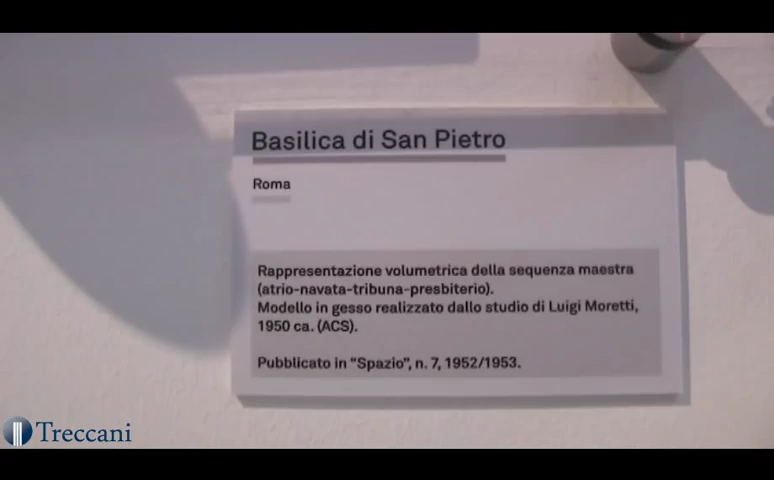 Basilica di San Pietro
Roma
Rappresentazione volumetrica della sequenza maestra
(atrio-navata-tribuna-presbiterio).
Modello in gesso realizzato dallo studio di Luigi Moretti,
1950 ca. (ACS).
Pubblicato in “Spazio”, n. 7, 1952/1953.
Treccani